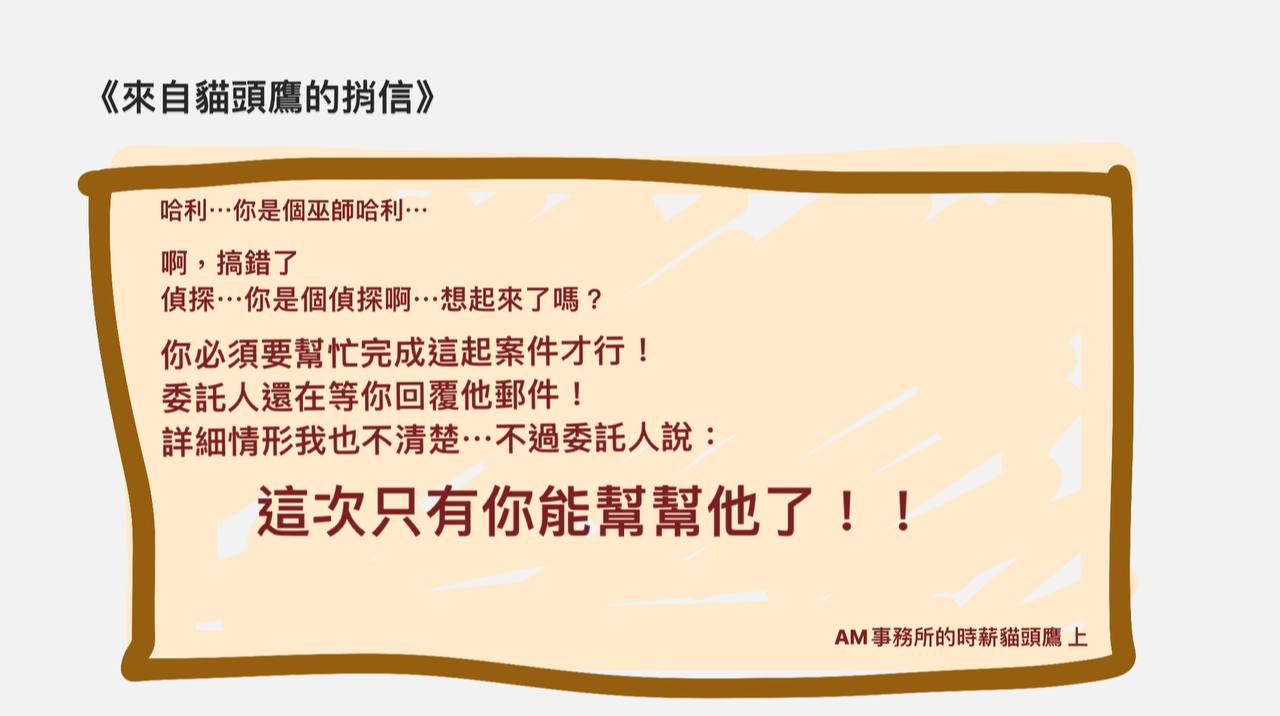 《來自貓頭鷹的捎信》
哈利⋯你是個巫師哈利⋯
啊，搞錯了
偵探⋯你是個偵探啊⋯想起來了嗎？
你必須要幫忙完成這起案件才行！
委託人還在等你回覆他郵件！
詳細情形我也不清楚⋯不過委託人說：
這次只有你能幫幫他了！！
AM事務所的時薪貓頭鷹 上